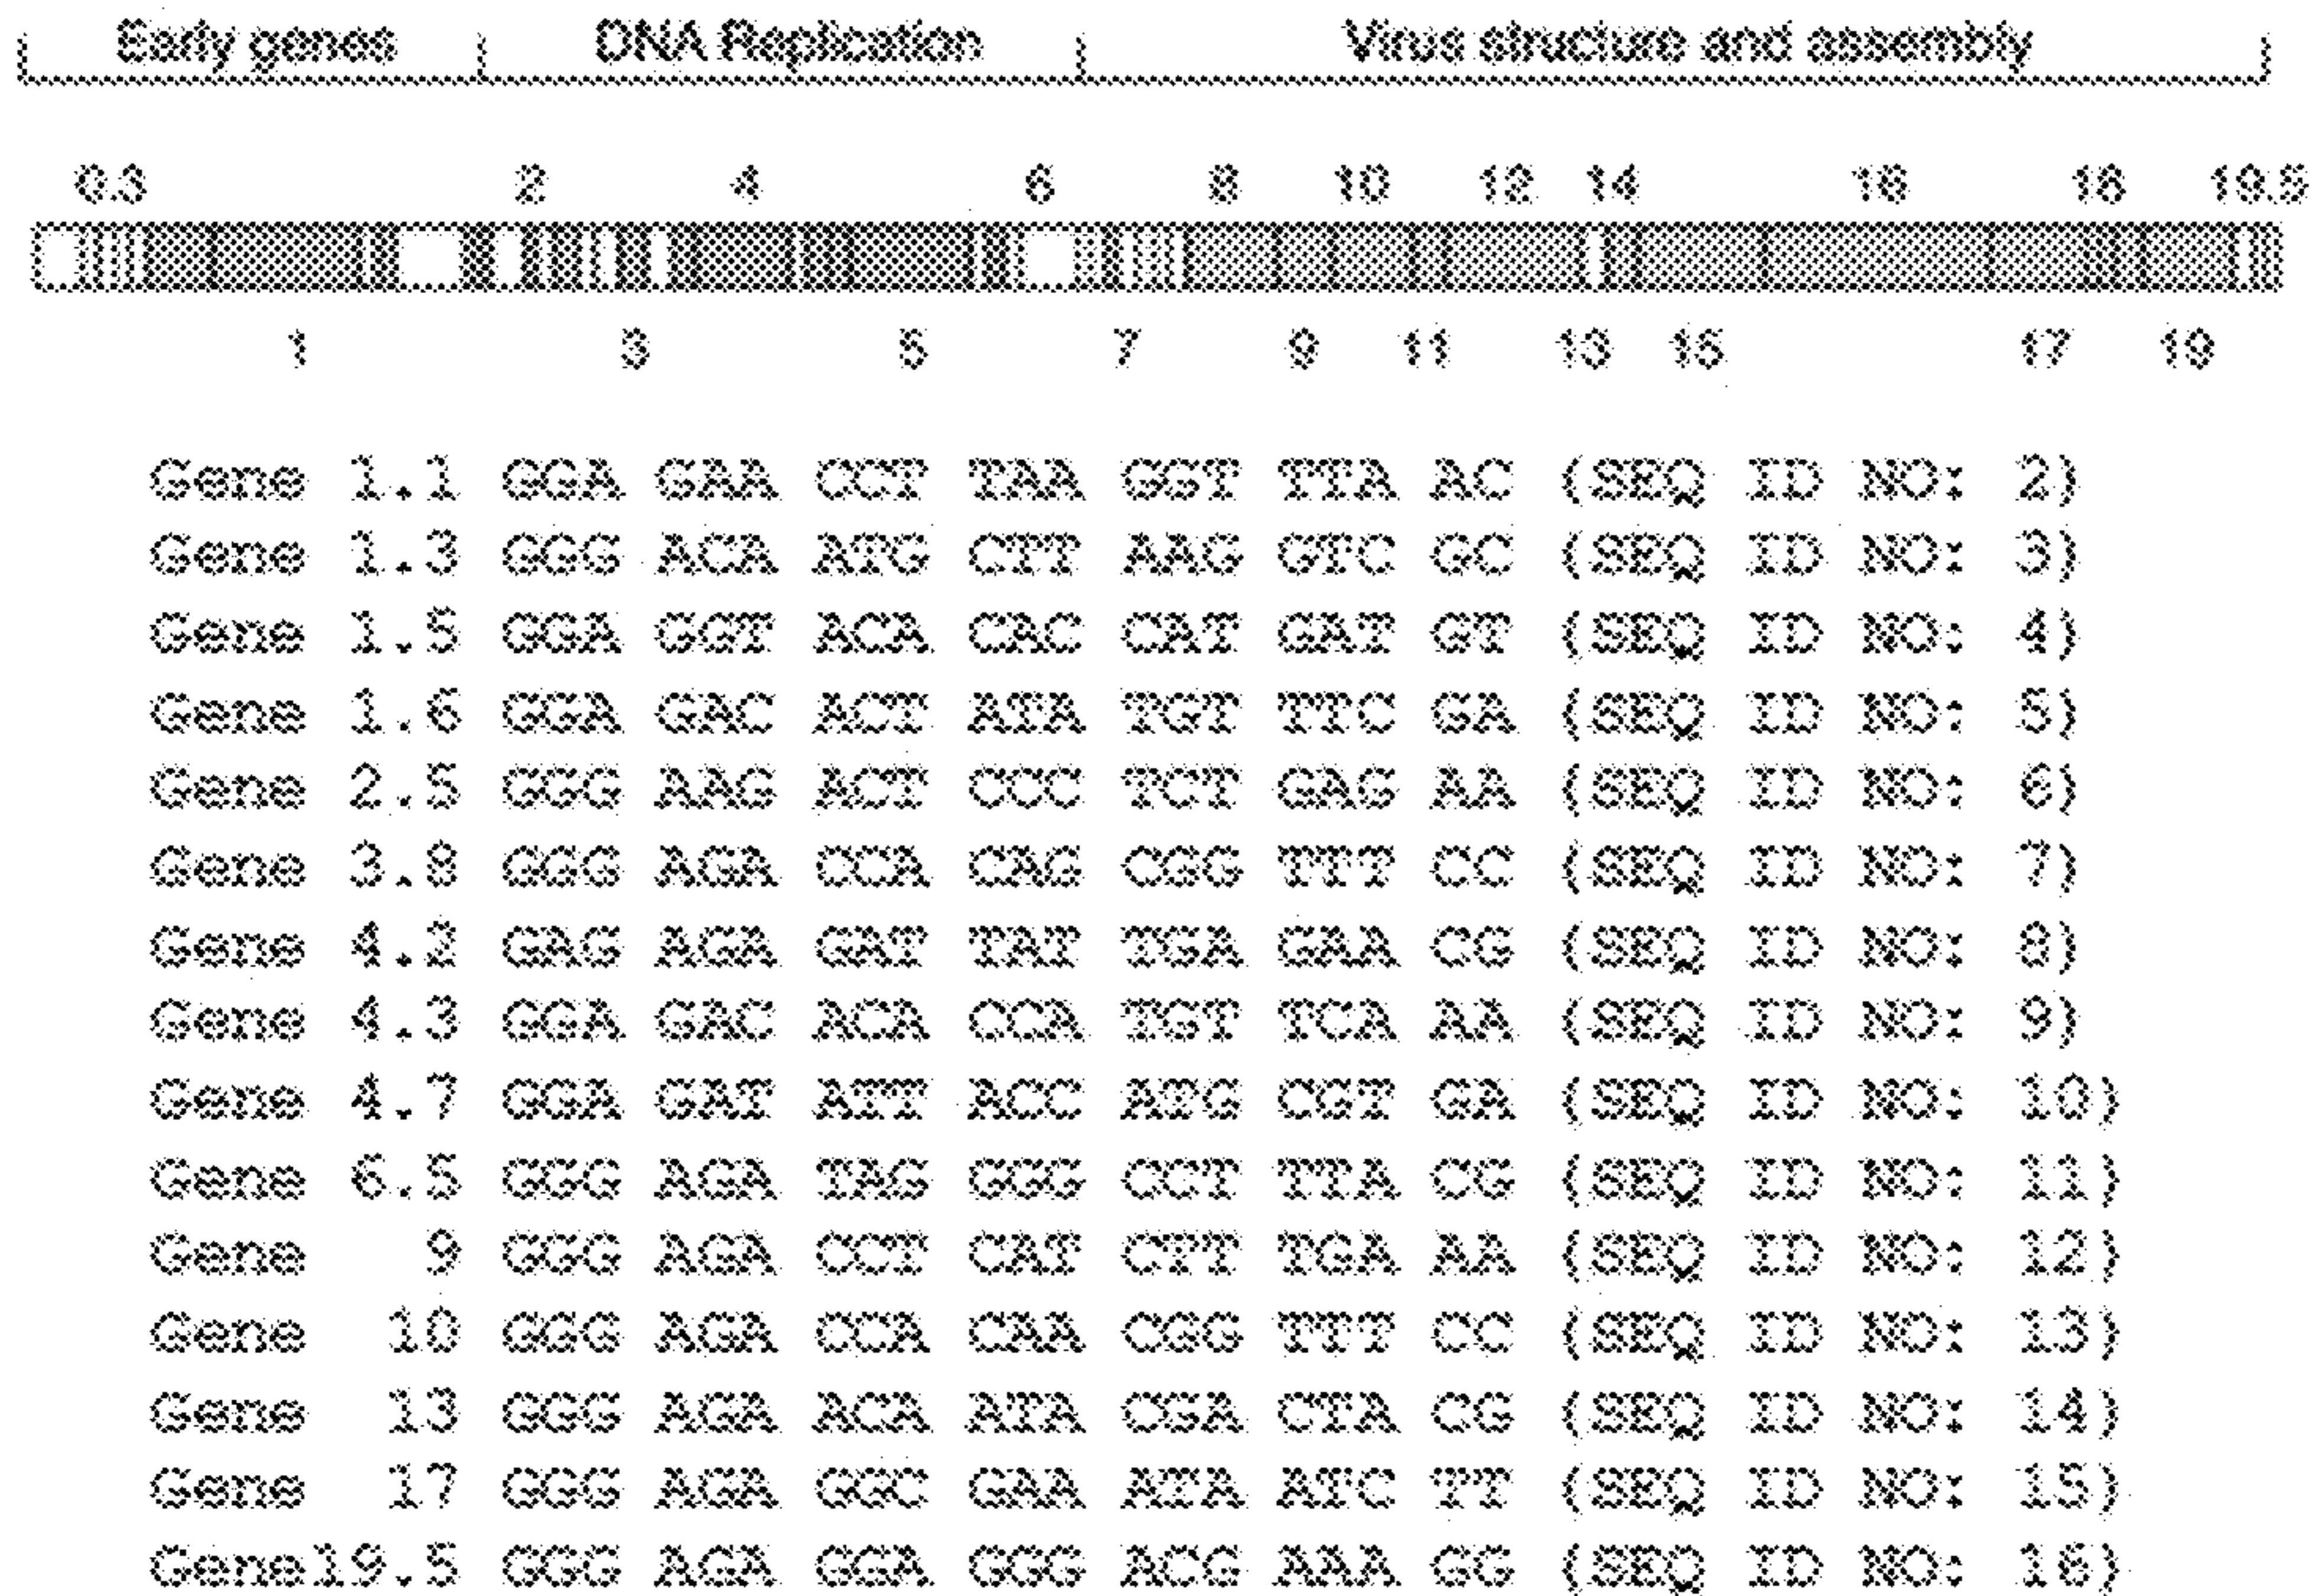 Early genes DNA Replication Virus structure and assembly
0.3 2 4 6 8 10 12 14 16 18 19.5
1 3 5 7 9 11 13 15 17 19
Gene 1.1 GGA GAA CCT TAA GGT TTA AC (SEQ ID NO: 2)
Gene 1.3 GGG ACA ATG CTT AAG GTC GC (SEQ ID NO: 3)
Gene 1.5 GGA GGT ACA CAC CAT GAT GT (SEQ ID NO: 4)
Gene 1.6 GGA GAC ACT ATA TGT TTC GA (SEQ ID NO: 5)
Gene 2.5 GGG AAG ACT CCC TCT GAG AA (SEQ ID NO: 6)
Gene 3.8 GGG AGA CCA CAG CGG TTT CC (SEQ ID NO: 7)
Gene 4.2 GAG AGA GAT TAT TGA GAA CG (SEQ ID NO: 8)
Gene 4.3 GGA GAC ACA CCA TGT TCA AA (SEQ ID NO: 9)
Gene 4.7 GGA GAT ATT ACC ATG CGT GA (SEQ ID NO: 10)
Gene 6.5 GGG AGA TAG GGG CCT TTA CG (SEQ ID NO: 11)
Gene 9 GGG AGA CCT CAT CTT TGA AA (SEQ ID NO: 12)
Gene 10 GGG AGA CCA CAA CGG TTT CC (SEQ ID NO: 13)
Gene 13 GGG AGA ACA ATA CGA CTA CG (SEQ ID NO: 14)
Gene 17 GGG AGA GGC GAA ATA ATC TT (SEQ ID NO: 15)
Gene19.5 GGG AGA GGA GGG ACG AAA GG (SEQ ID NO: 16)